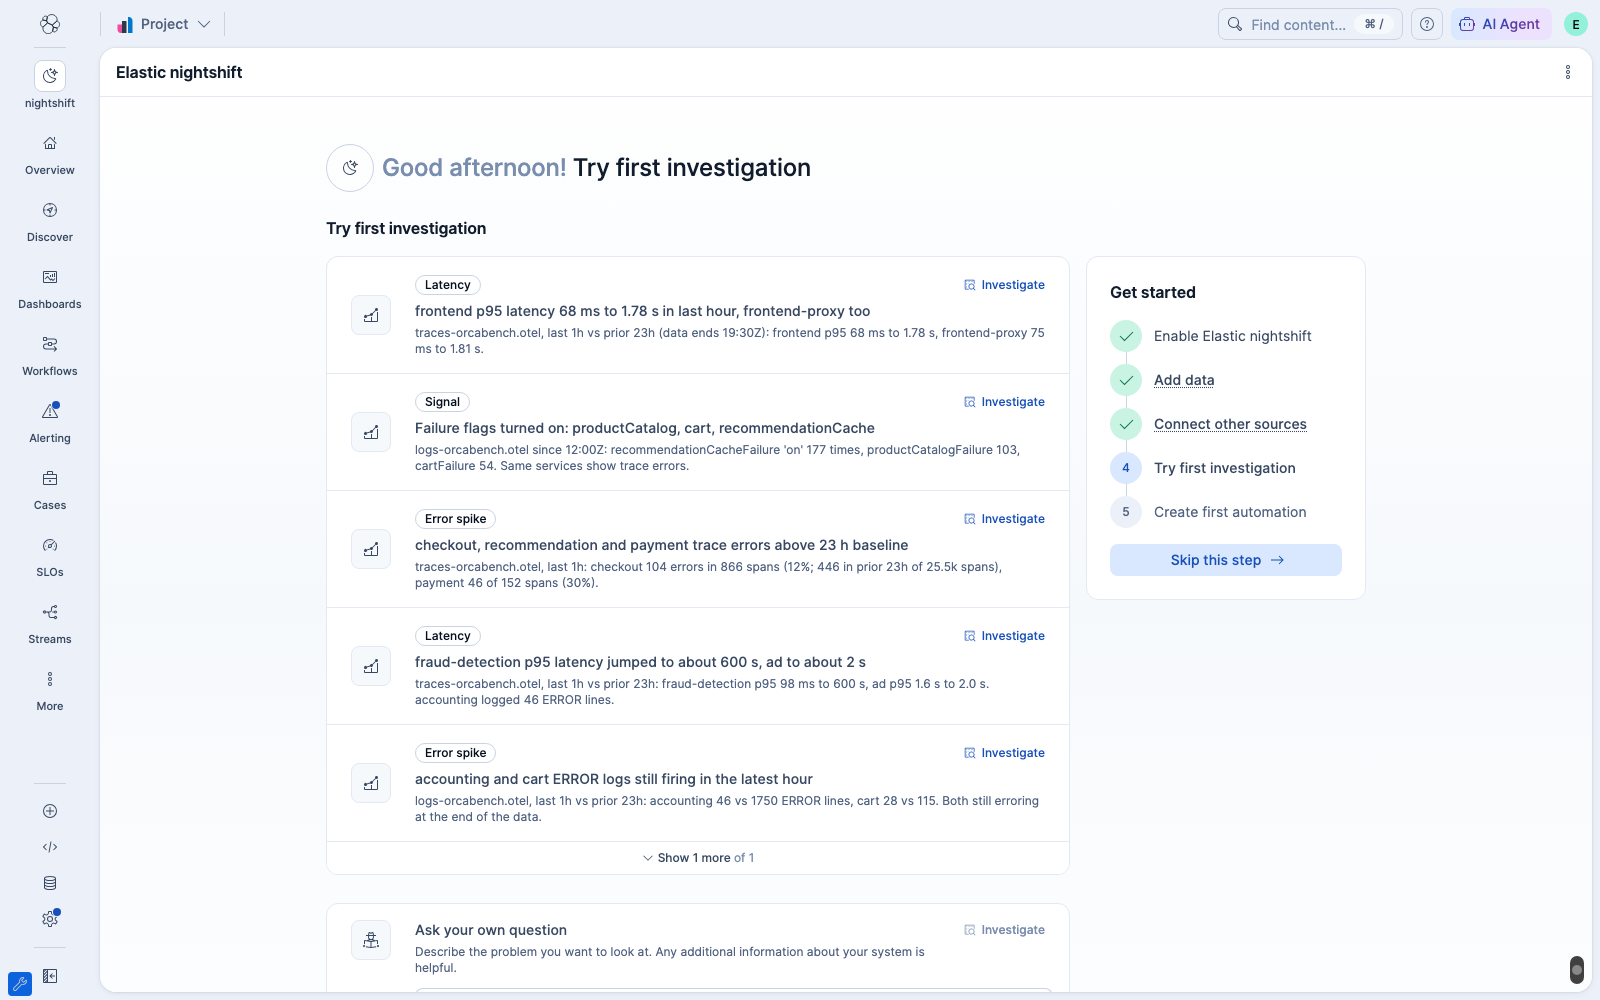 Project
Find content...
⌘ /
AI Agent
E
nightshift
Overview
Discover
Dashboards
Workflows
Alerting
Cases
SLOs
Streams
More
Elastic nightshift
Good afternoon! Try first investigation
Try first investigation
Latency
Investigate
frontend p95 latency 68 ms to 1.78 s in last hour, frontend-proxy too
traces-orcabench.otel, last 1h vs prior 23h (data ends 19:30Z): frontend p95 68 ms to 1.78 s, frontend-proxy 75
ms to 1.81 s.
Signal
Investigate
Failure flags turned on: productCatalog, cart, recommendationCache
logs-orcabench.otel since 12:00Z: recommendationCacheFailure 'on' 177 times, productCatalogFailure 103,
cartFailure 54. Same services show trace errors.
Error spike
Investigate
checkout, recommendation and payment trace errors above 23 h baseline
traces-orcabench.otel, last 1h: checkout 104 errors in 866 spans (12%; 446 in prior 23h of 25.5k spans),
payment 46 of 152 spans (30%).
Latency
Investigate
fraud-detection p95 latency jumped to about 600 s, ad to about 2 s
traces-orcabench.otel, last 1h vs prior 23h: fraud-detection p95 98 ms to 600 s, ad p95 1.6 s to 2.0 s.
accounting logged 46 ERROR lines.
Error spike
Investigate
accounting and cart ERROR logs still firing in the latest hour
logs-orcabench.otel, last 1h vs prior 23h: accounting 46 vs 1750 ERROR lines, cart 28 vs 115. Both still erroring
at the end of the data.
Show 1 more of 1
Ask your own question
Investigate
Describe the problem you want to look at. Any additional information about your system is
helpful.
Get started
Enable Elastic nightshift
Add data
Connect other sources
4
Try first investigation
5
Create first automation
Skip this step